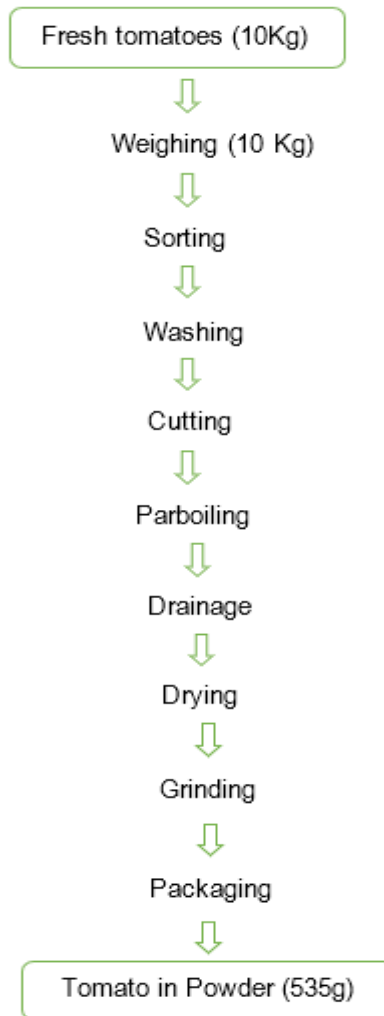 Fresh tomatoes (10Kg)
Weighing (10 Kg)
Sorting
Washing
Cutting
Parboiling
Drainage
Drying
Grinding
Packaging
Tomato in Powder (535g)